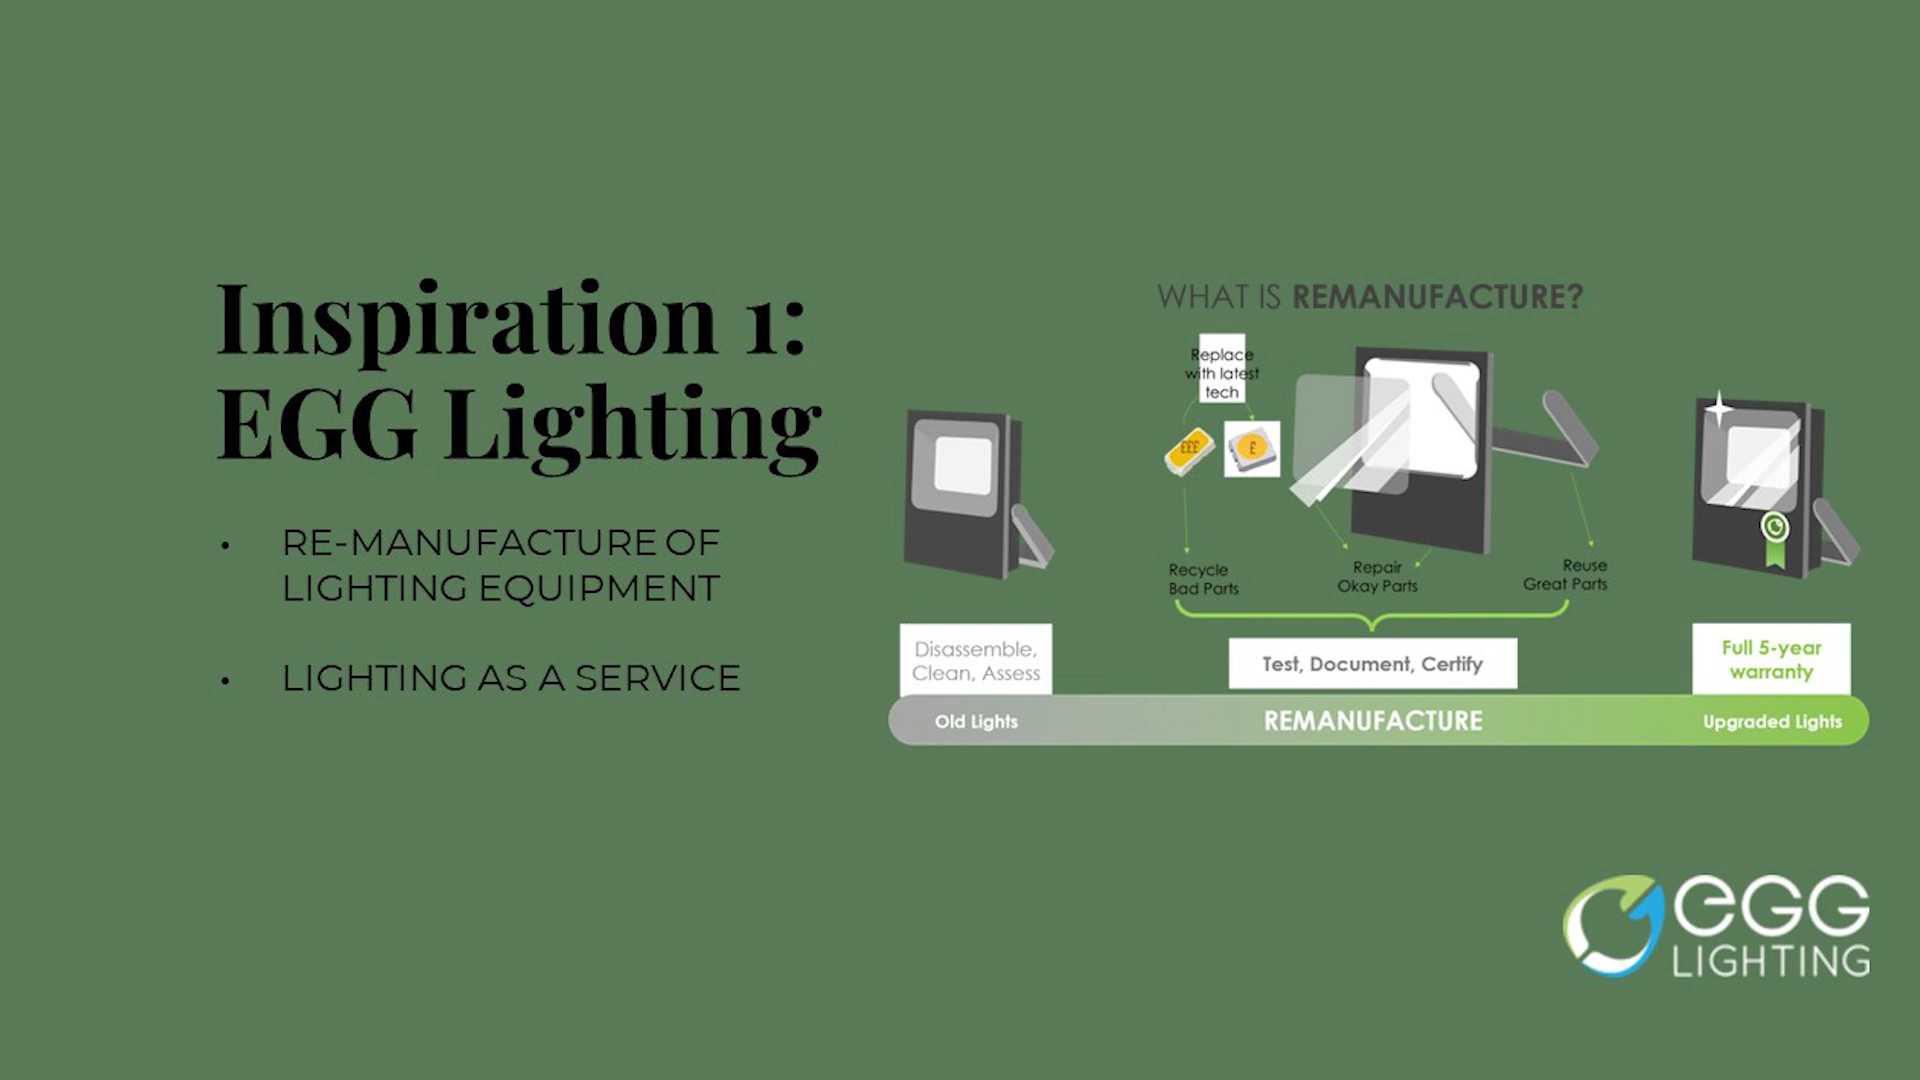 Inspiration 1:
EGG Lighting
• RE-MANUFACTURE OF
LIGHTING EQUIPMENT
• LIGHTING AS A SERVICE
WHAT IS REMANUFACTURE?
Replace
with latest
tech
£££
£
Recycle
Bad Parts
Repair
Okay Parts
Reuse
Great Parts
Disassemble,
Clean, Assess
Test, Document, Certify
Full 5-year
warranty
Old Lights
REMANUFACTURE
Upgraded Lights
eGG
LIGHTING